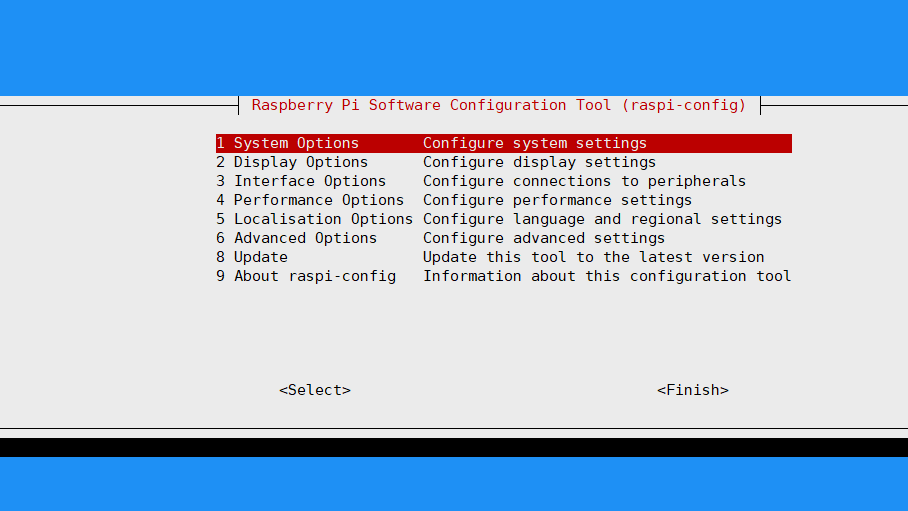 Raspberry Pi Software Configuration Tool (raspi-config)
1 System Options Configure system settings
2 Display Options Configure display settings
3 Interface Options Configure connections to peripherals
4 Performance Options Configure performance settings
5 Localisation Options Configure language and regional settings
6 Advanced Options Configure advanced settings
8 Update Update this tool to the latest version
9 About raspi-config Information about this configuration tool
<Select> <Finish>